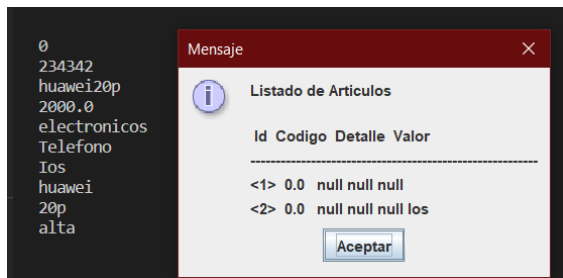 0
234342
huawei20p
2000.0
electronicos
Telefono
Ios
huawei
20p
alta
Mensaje
Listado de Articulos
Id Codigo Detalle Valor
------------------------------------------------------------
<1> 0.0 null null null
<2> 0.0 null null null Ios
Aceptar